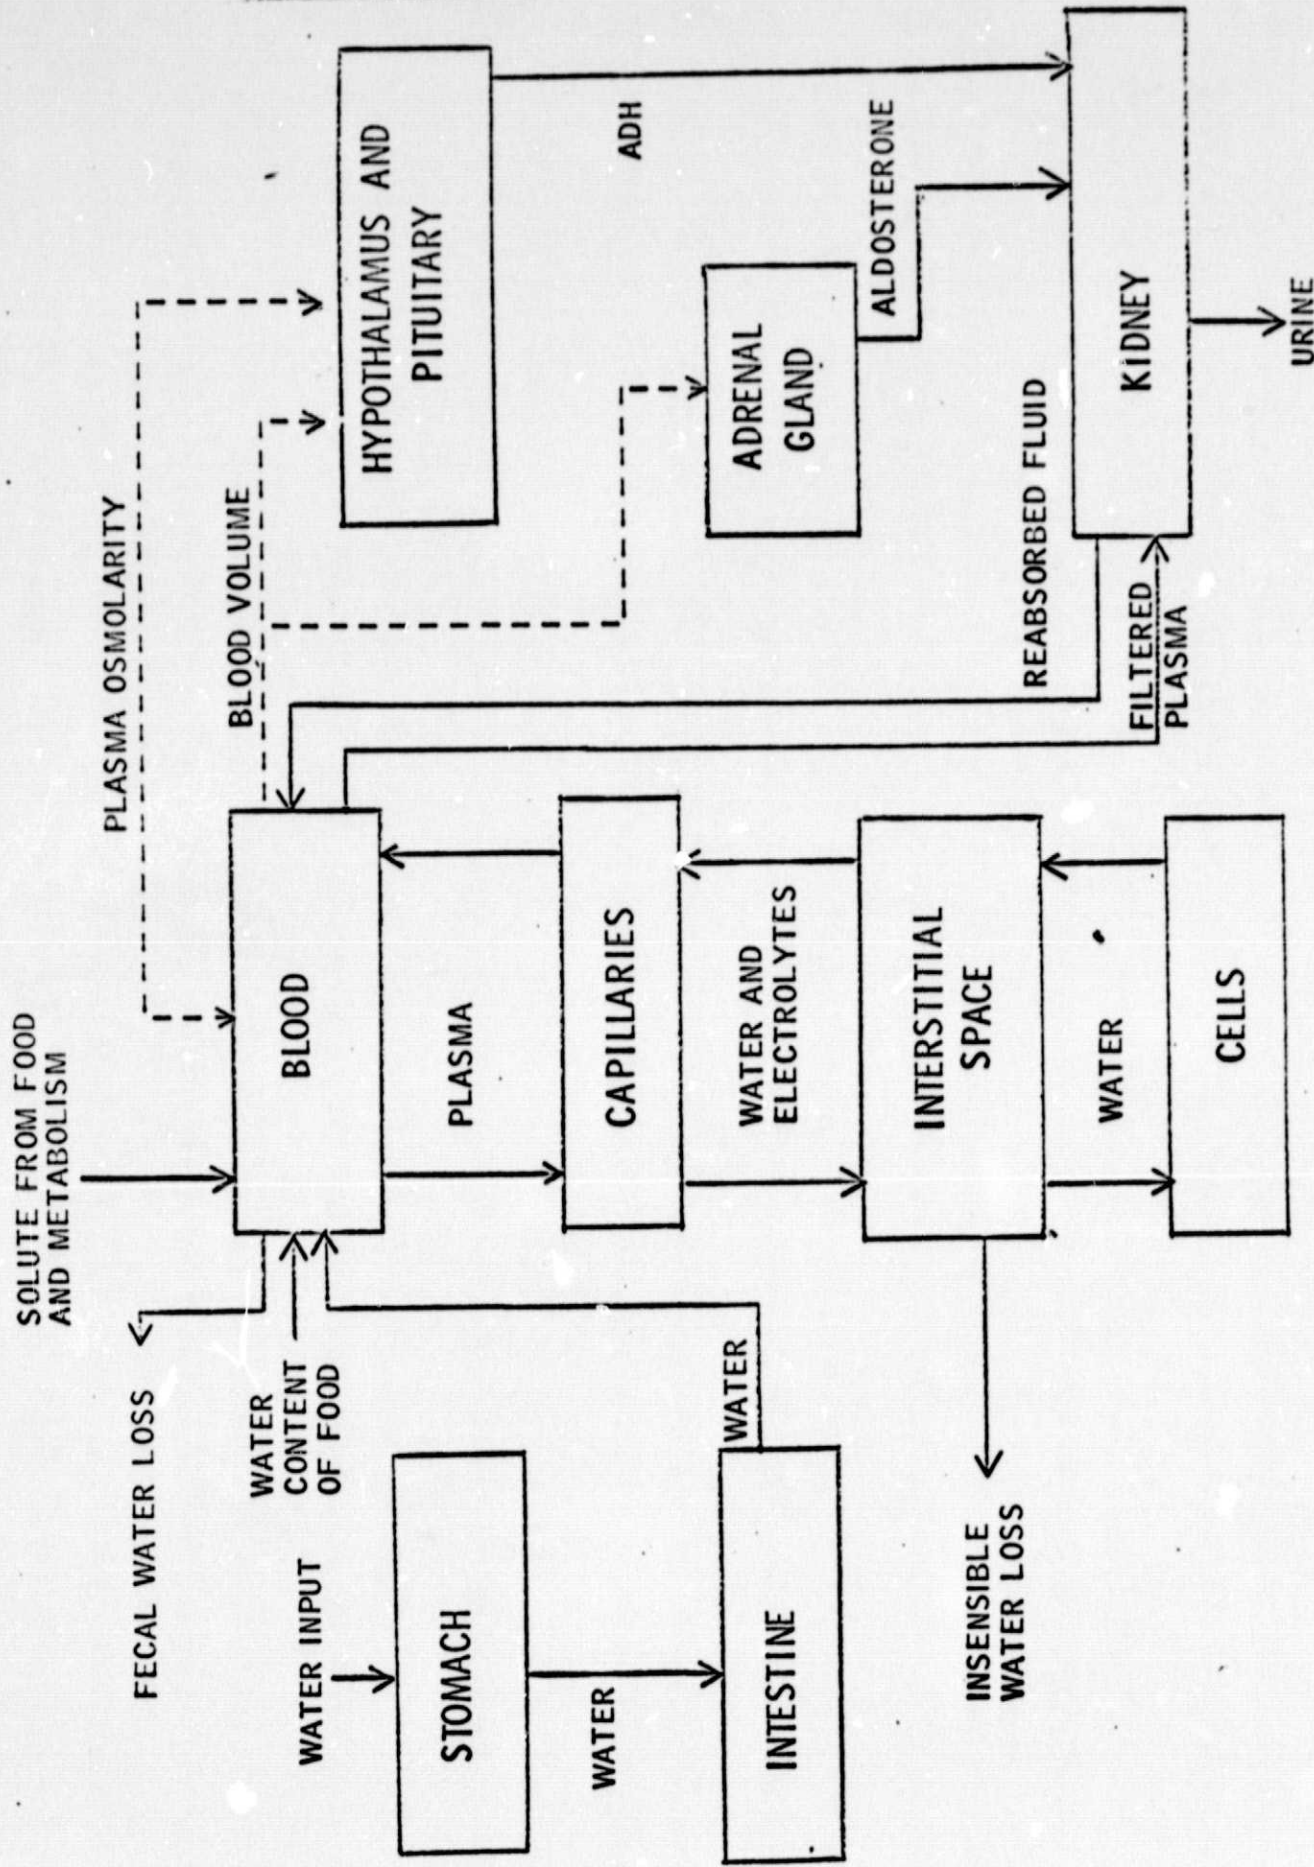 SOLUTE FROM FOOD
AND METABOLISM
PLASMA OSMOLARITY
FECAL WATER LOSS
BLOOD VOLUME
WATER
CONTENT
OF FOOD
BLOOD
WATER INPUT
HYPOTHALAMUS AND
PITUITARY
STOMACH
PLASMA
WATER
CAPILLARIES
ADH
WATER
WATER AND
ELECTROLYTES
ADRENAL
GLAND
ALDOSTERONE
INTESTINE
INTERSTITIAL
SPACE
INSENSIBLE
WATER LOSS
REABSORBED FLUID
WATER
FILTERED
PLASMA
KIDNEY
CELLS
URINE